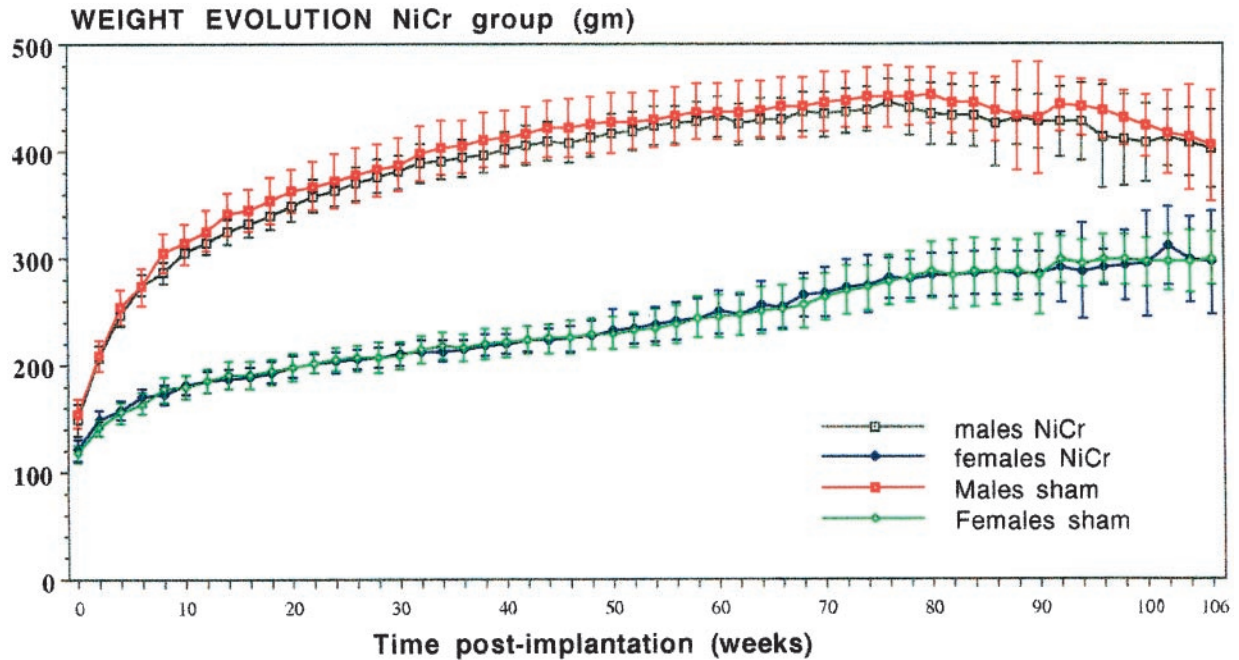 WEIGHT EVOLUTION NiCr group (gm)
500
400
300
200
100
0
males NiCr
females NiCr
Males sham
Females sham
0 10 20 30 40 50 60 70 80 90 100 106
Time post-implantation (weeks)